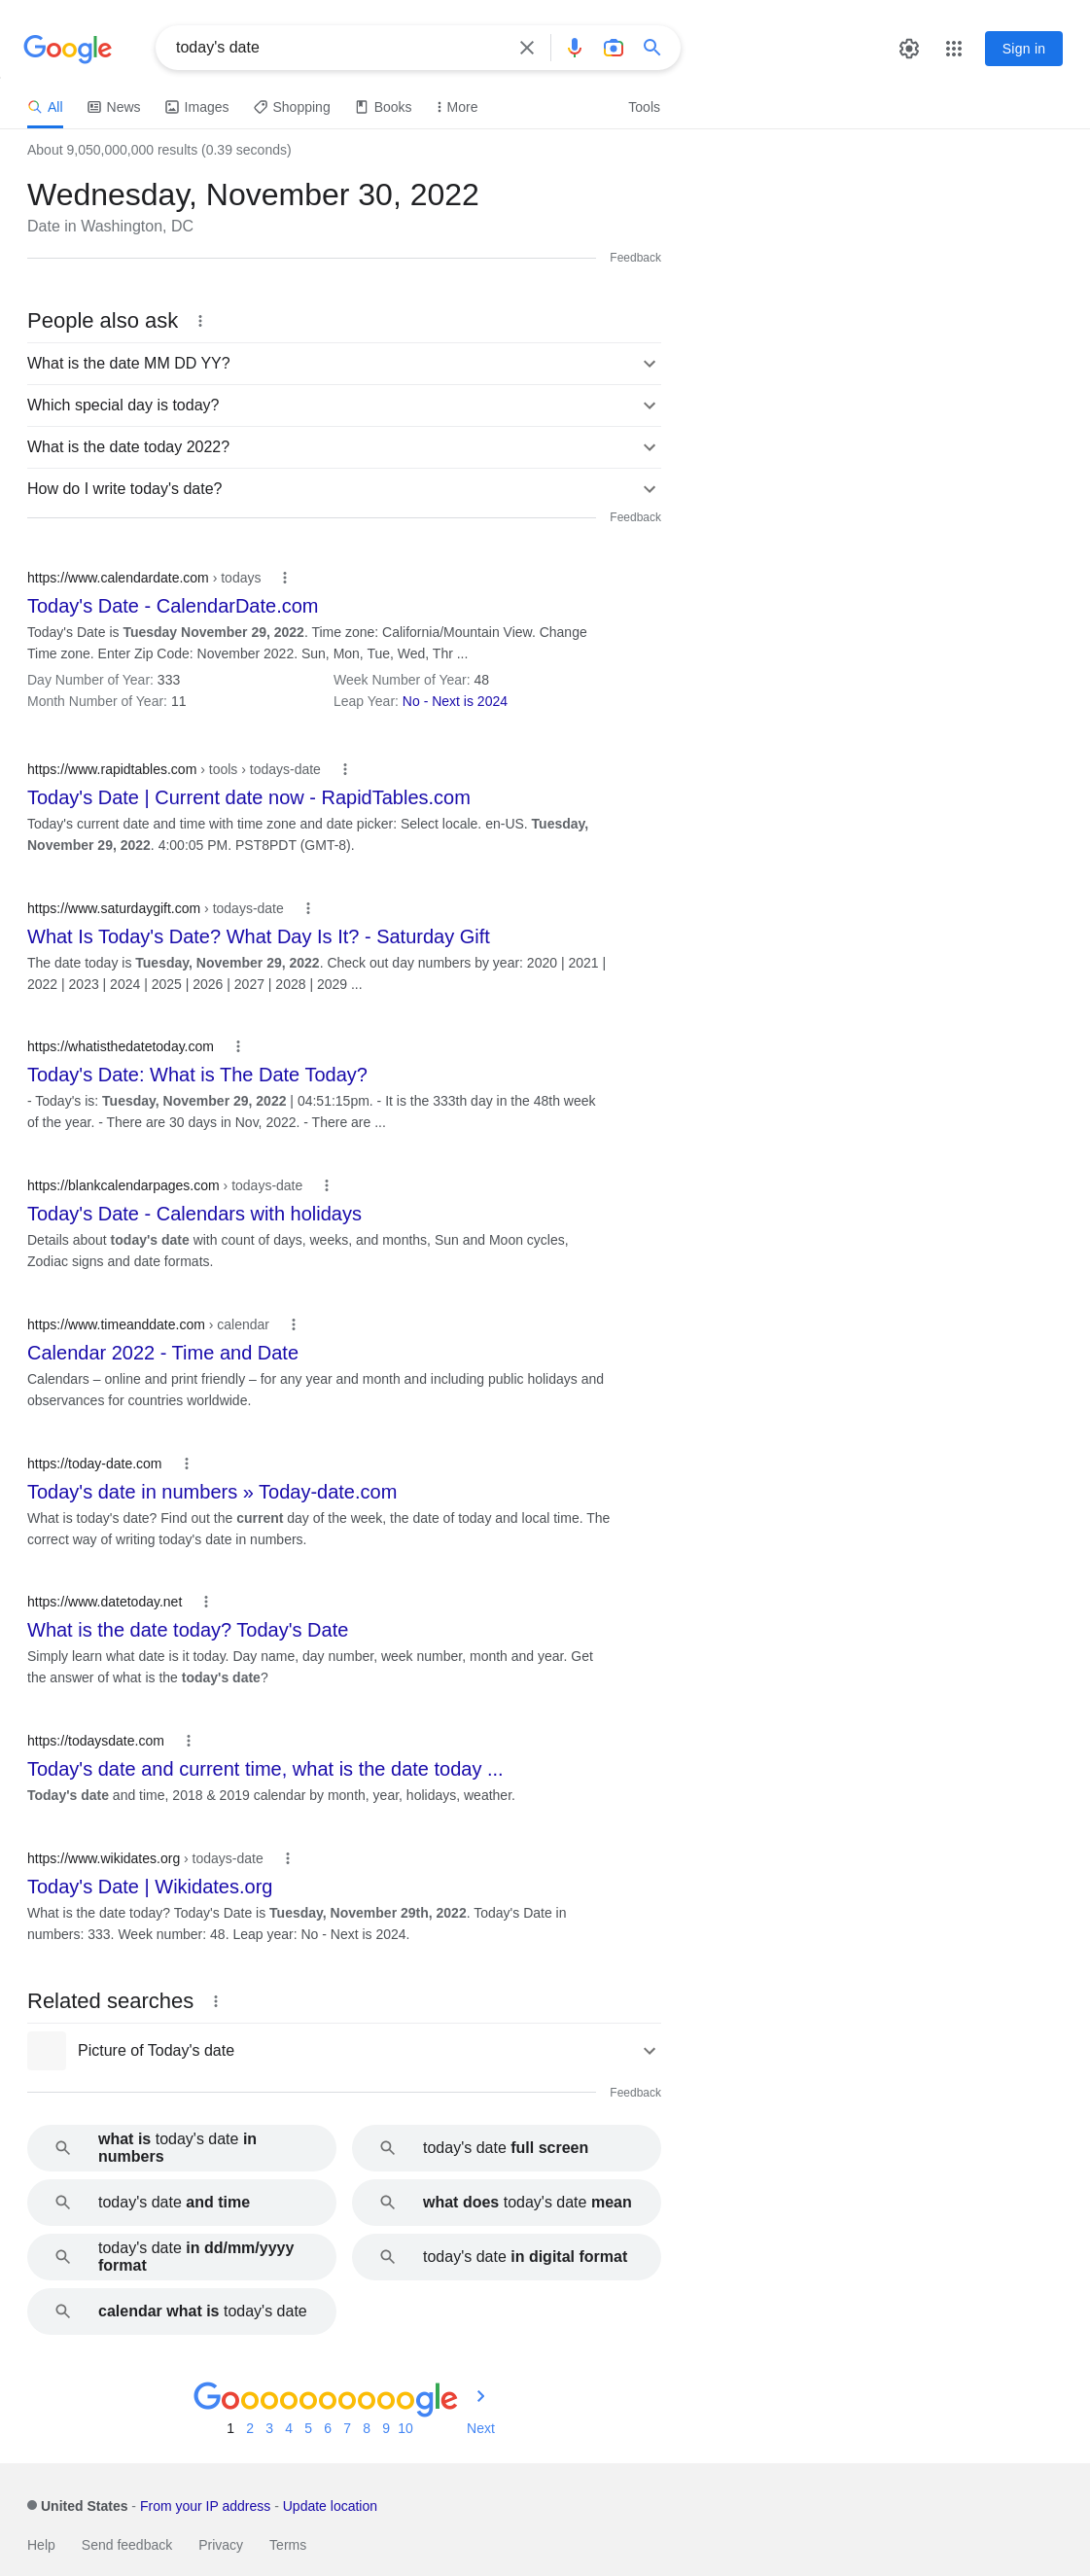 Google
today's date
Sign in
All News Images Shopping Books More Tools
About 9,050,000,000 results (0.39 seconds)
Wednesday, November 30, 2022
Date in Washington, DC
Feedback
People also ask
What is the date MM DD YY?
Which special day is today?
What is the date today 2022?
How do I write today's date?
Feedback
https://www.calendardate.com › todays
Today's Date - CalendarDate.com
Today's Date is Tuesday November 29, 2022. Time zone: California/Mountain View. Change
Time zone. Enter Zip Code: November 2022. Sun, Mon, Tue, Wed, Thr ...
Day Number of Year: 333 Week Number of Year: 48
Month Number of Year: 11 Leap Year: No - Next is 2024
https://www.rapidtables.com › tools › todays-date
Today's Date | Current date now - RapidTables.com
Today's current date and time with time zone and date picker: Select locale. en-US. Tuesday,
November 29, 2022. 4:00:05 PM. PST8PDT (GMT-8).
https://www.saturdaygift.com › todays-date
What Is Today's Date? What Day Is It? - Saturday Gift
The date today is Tuesday, November 29, 2022. Check out day numbers by year: 2020 | 2021 |
2022 | 2023 | 2024 | 2025 | 2026 | 2027 | 2028 | 2029 ...
https://whatisthedatetoday.com
Today's Date: What is The Date Today?
- Today's is: Tuesday, November 29, 2022 | 04:51:15pm. - It is the 333th day in the 48th week
of the year. - There are 30 days in Nov, 2022. - There are ...
https://blankcalendarpages.com › todays-date
Today's Date - Calendars with holidays
Details about today's date with count of days, weeks, and months, Sun and Moon cycles,
Zodiac signs and date formats.
https://www.timeanddate.com › calendar
Calendar 2022 - Time and Date
Calendars – online and print friendly – for any year and month and including public holidays and
observances for countries worldwide.
https://today-date.com
Today's date in numbers » Today-date.com
What is today's date? Find out the current day of the week, the date of today and local time. The
correct way of writing today's date in numbers.
https://www.datetoday.net
What is the date today? Today's Date
Simply learn what date is it today. Day name, day number, week number, month and year. Get
the answer of what is the today's date?
https://todaysdate.com
Today's date and current time, what is the date today ...
Today's date and time, 2018 & 2019 calendar by month, year, holidays, weather.
https://www.wikidates.org › todays-date
Today's Date | Wikidates.org
What is the date today? Today's Date is Tuesday, November 29th, 2022. Today's Date in
numbers: 333. Week number: 48. Leap year: No - Next is 2024.
Related searches
Picture of Today's date
Feedback
what is today's date in
numbers
today's date full screen
today's date and time
what does today's date mean
today's date in dd/mm/yyyy
format
today's date in digital format
calendar what is today's date
Goooooooooogle
1 2 3 4 5 6 7 8 9 10 Next
United States - From your IP address - Update location
Help Send feedback Privacy Terms